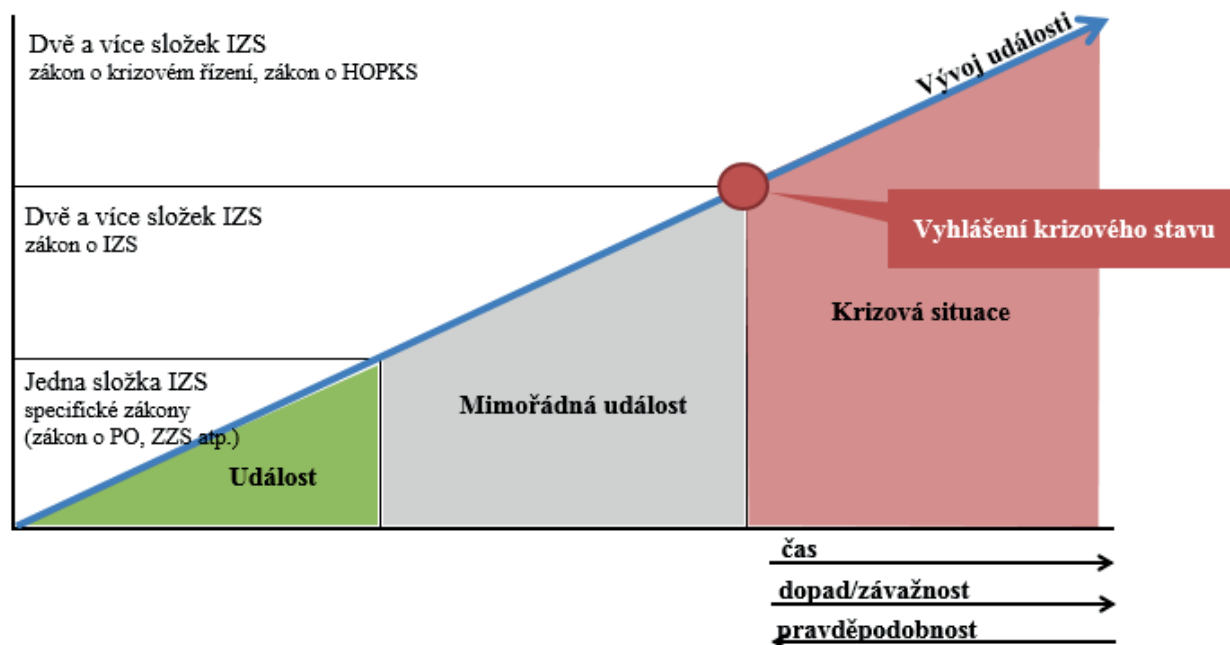 Dvě a více složek IZS
zákon o krizovém řízení, zákon o HOPKS
Vývoj události
Dvě a více složek IZS
zákon o IZS
Vyhlášení krizového stavu
Krizová situace
Jedna složka IZS
specifické zákony
(zákon o PO, ZZS atp.)
Mimořádná událost
Událost
čas
dopad/závažnost
pravděpodobnost